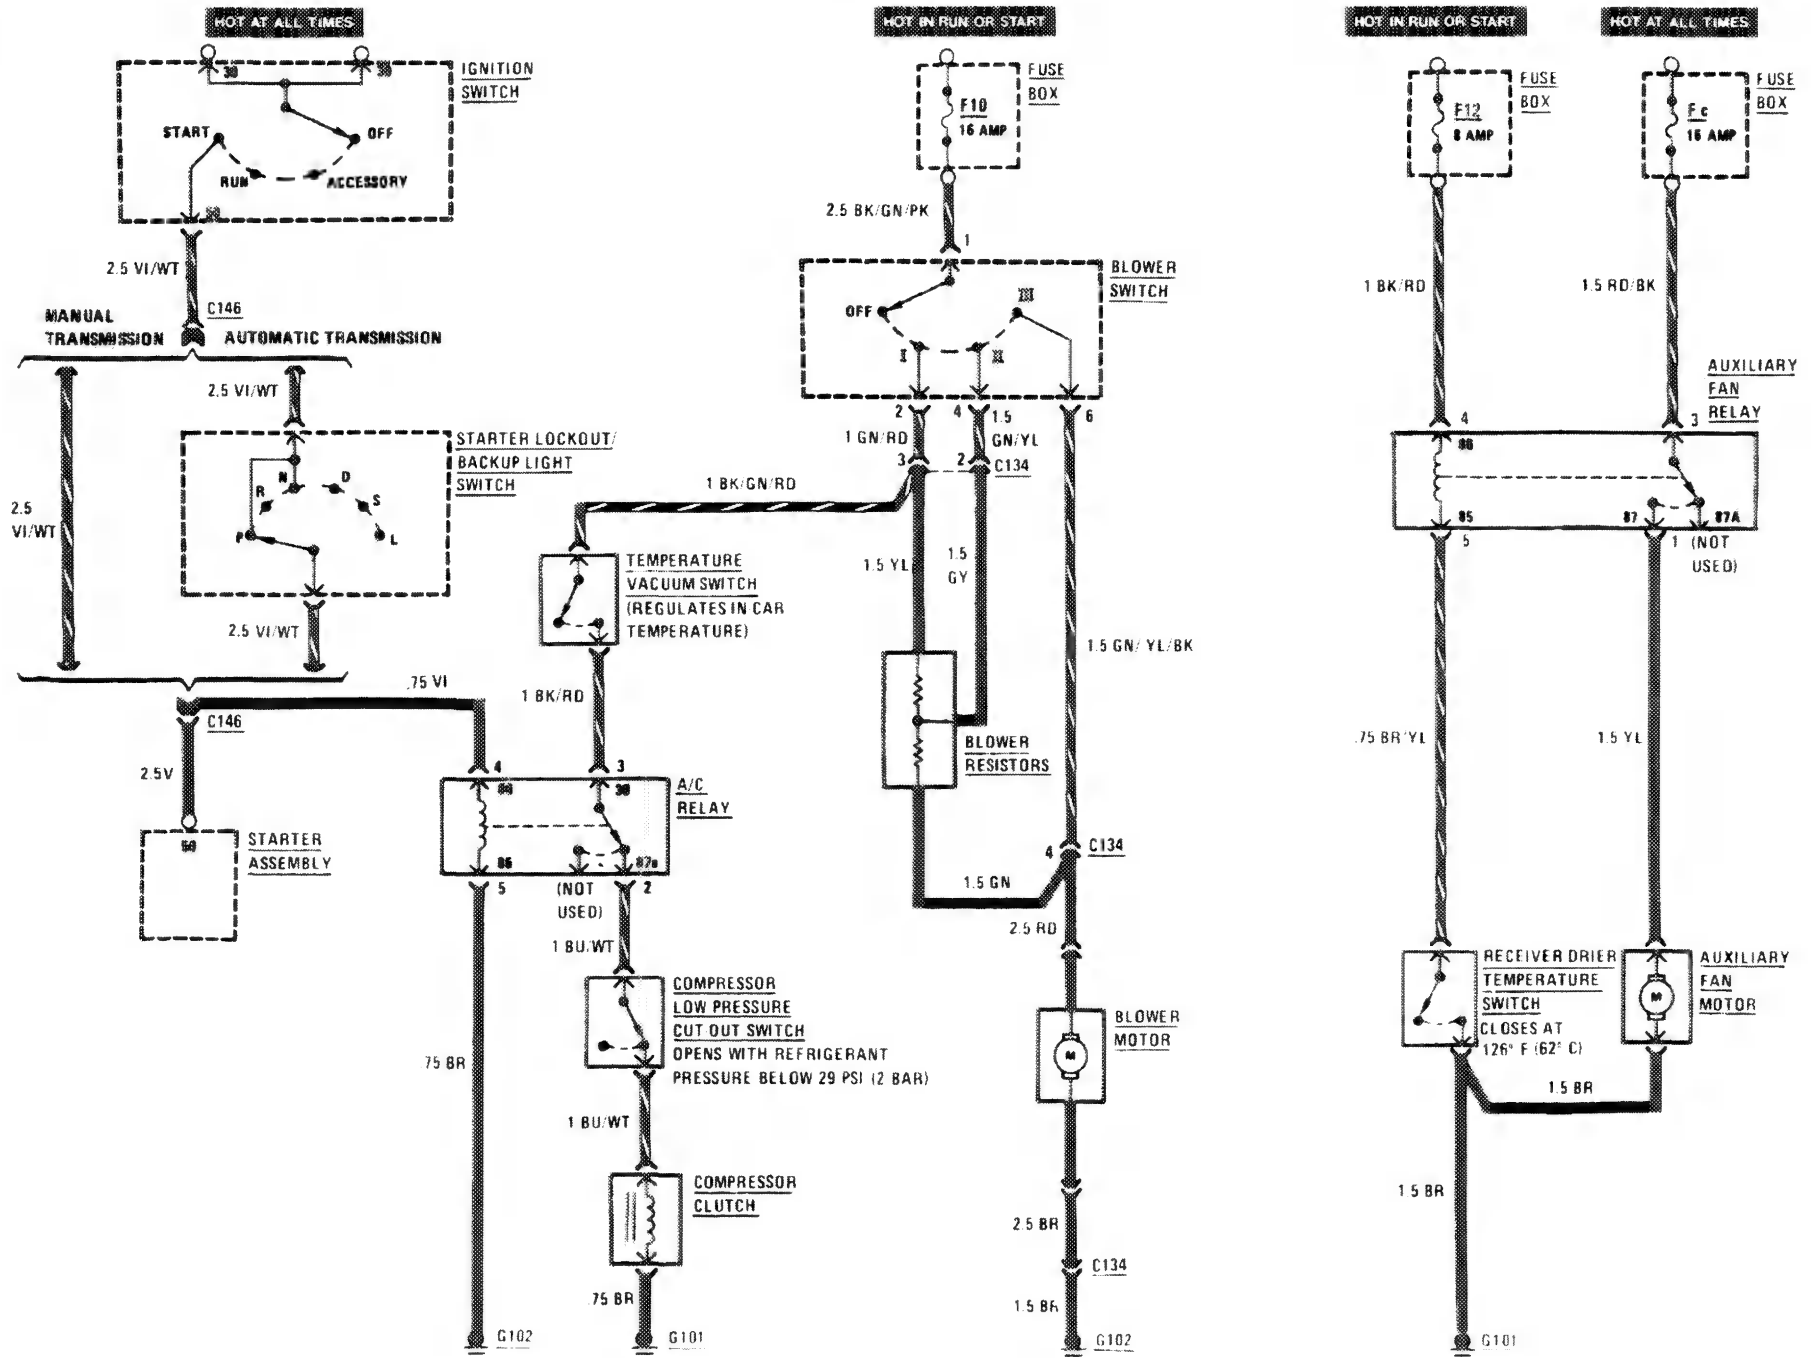 HOT AT ALL TIMES
30
30
IGNITION
SWITCH
START
OFF
RUN
ACCESSORY
50
2.5 VI/WT
C146
MANUAL
TRANSMISSION
AUTOMATIC TRANSMISSION
2.5 VI/WT
2.5
VI/WT
STARTER LOCKOUT/
BACKUP LIGHT
SWITCH
P
R
N
D
S
L
2.5 VI/WT
.75 VI
C146
2.5V
50
STARTER
ASSEMBLY
HOT IN RUN OR START
FUSE
BOX
F10
16 AMP
2.5 BK/GN/PK
1
BLOWER
SWITCH
OFF
I
II
III
2
4
6
1 GN/RD
1.5
GN/YL
3
2
C134
1 BK/GN/RD
TEMPERATURE
VACUUM SWITCH
(REGULATES IN CAR
TEMPERATURE)
1 BK/RD
1.5 YL
1.5
GY
1.5 GN/YL/BK
BLOWER
RESISTORS
4
3
A/C
RELAY
86
30
85
87a
5
(NOT
USED)
2
1 BU/WT
COMPRESSOR
LOW PRESSURE
CUT OUT SWITCH
OPENS WITH REFRIGERANT
PRESSURE BELOW 29 PSI (2 BAR)
.75 BR
1 BU/WT
COMPRESSOR
CLUTCH
.75 BR
G102
G101
4
C134
1.5 GN
2.5 RD
BLOWER
MOTOR
M
2.5 BR
C134
1.5 BR
G102
HOT IN RUN OR START
HOT AT ALL TIMES
FUSE
BOX
F12
8 AMP
FUSE
BOX
Fc
16 AMP
1 BK/RD
1.5 RD/BK
AUXILIARY
FAN
RELAY
4
3
86
85
87
87A
5
1
(NOT
USED)
.75 BR/YL
1.5 YL
RECEIVER DRIER
TEMPERATURE
SWITCH
CLOSES AT
126° F (62° C)
AUXILIARY
FAN
MOTOR
M
1.5 BR
1.5 BR
G101